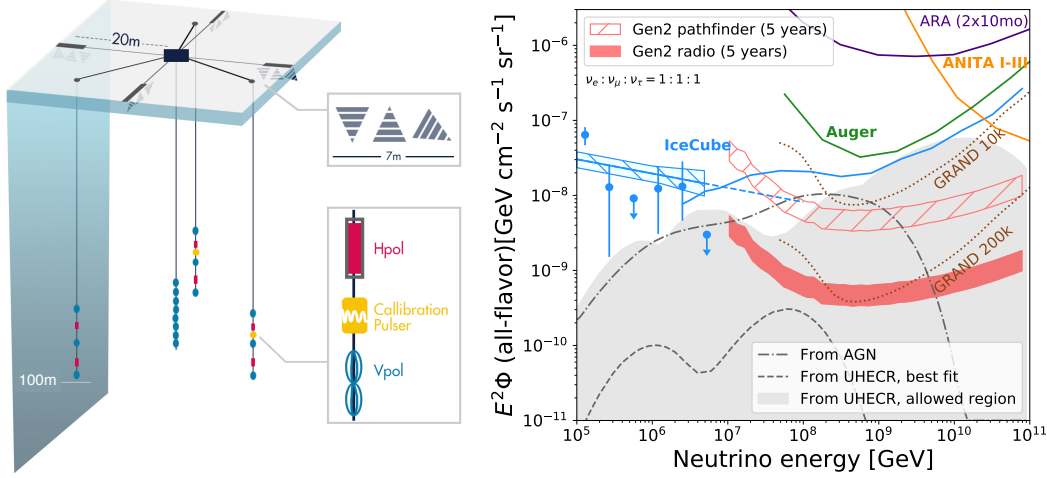 20m
7m
Hpol
Callibration
Pulser
Vpol
100m
E²Φ (all-flavor)[GeV cm⁻² s⁻¹ sr⁻¹]
10⁻⁶
10⁻⁷
10⁻⁸
10⁻⁹
10⁻¹⁰
10⁻¹¹
Gen2 pathfinder (5 years)
Gen2 radio (5 years)
νe : νμ : ντ = 1 : 1 : 1
ARA (2x10mo)
ANITA I-III
Auger
IceCube
GRAND 10k
GRAND 200k
From AGN
From UHECR, best fit
From UHECR, allowed region
10⁵ 10⁶ 10⁷ 10⁸ 10⁹ 10¹⁰ 10¹¹
Neutrino energy [GeV]